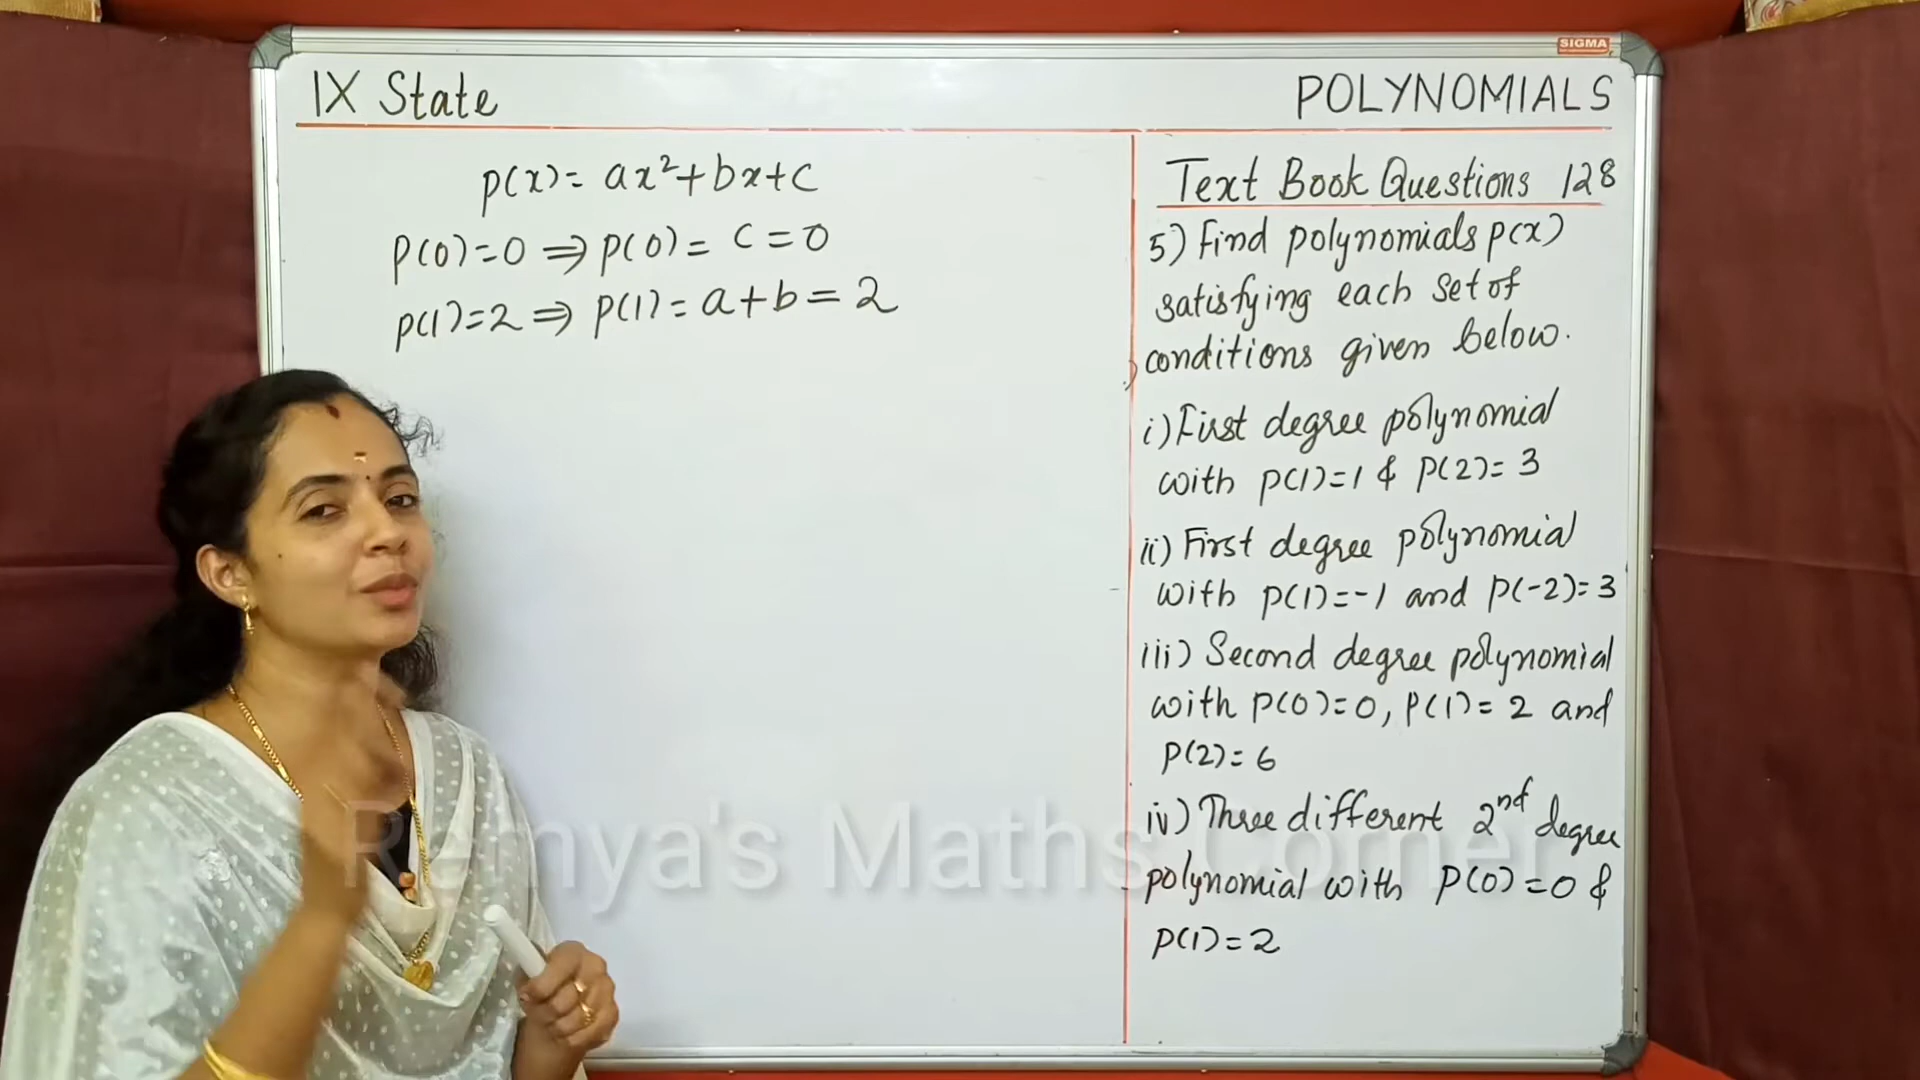 SIGMA
IX State
POLYNOMIALS
p(x)= ax²+bx+c
p(0)=0 ⇒ p(0)= c=0
p(1)=2 ⇒ p(1)= a+b=2
Text Book Questions 128
5) Find polynomials p(x)
satisfying each set of
conditions given below.
i) First degree polynomial
with p(1)=1 & p(2)=3
ii) First degree polynomial
with p(1)=-1 and p(-2)=3
iii) Second degree polynomial
with p(0)=0, p(1)=2 and
p(2)=6
iv) Three different 2nd degree
polynomial with p(0)=0 &
p(1)=2
Remya's Maths Corner